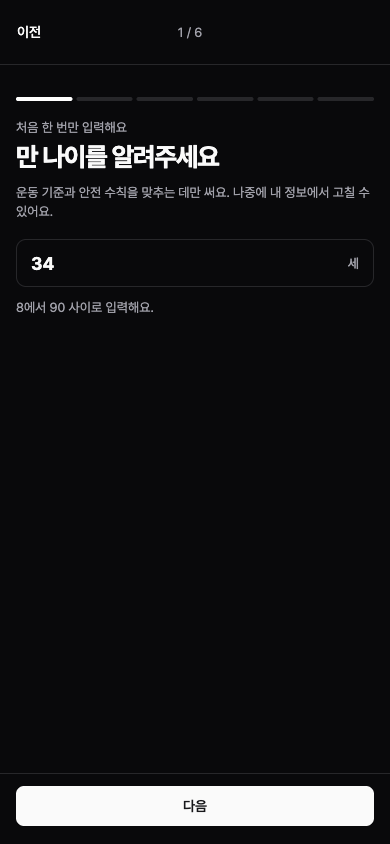 이전
1 / 6
처음 한 번만 입력해요
만 나이를 알려주세요
운동 기준과 안전 수칙을 맞추는 데만 써요. 나중에 내 정보에서 고칠 수
있어요.
34
세
8에서 90 사이로 입력해요.
다음